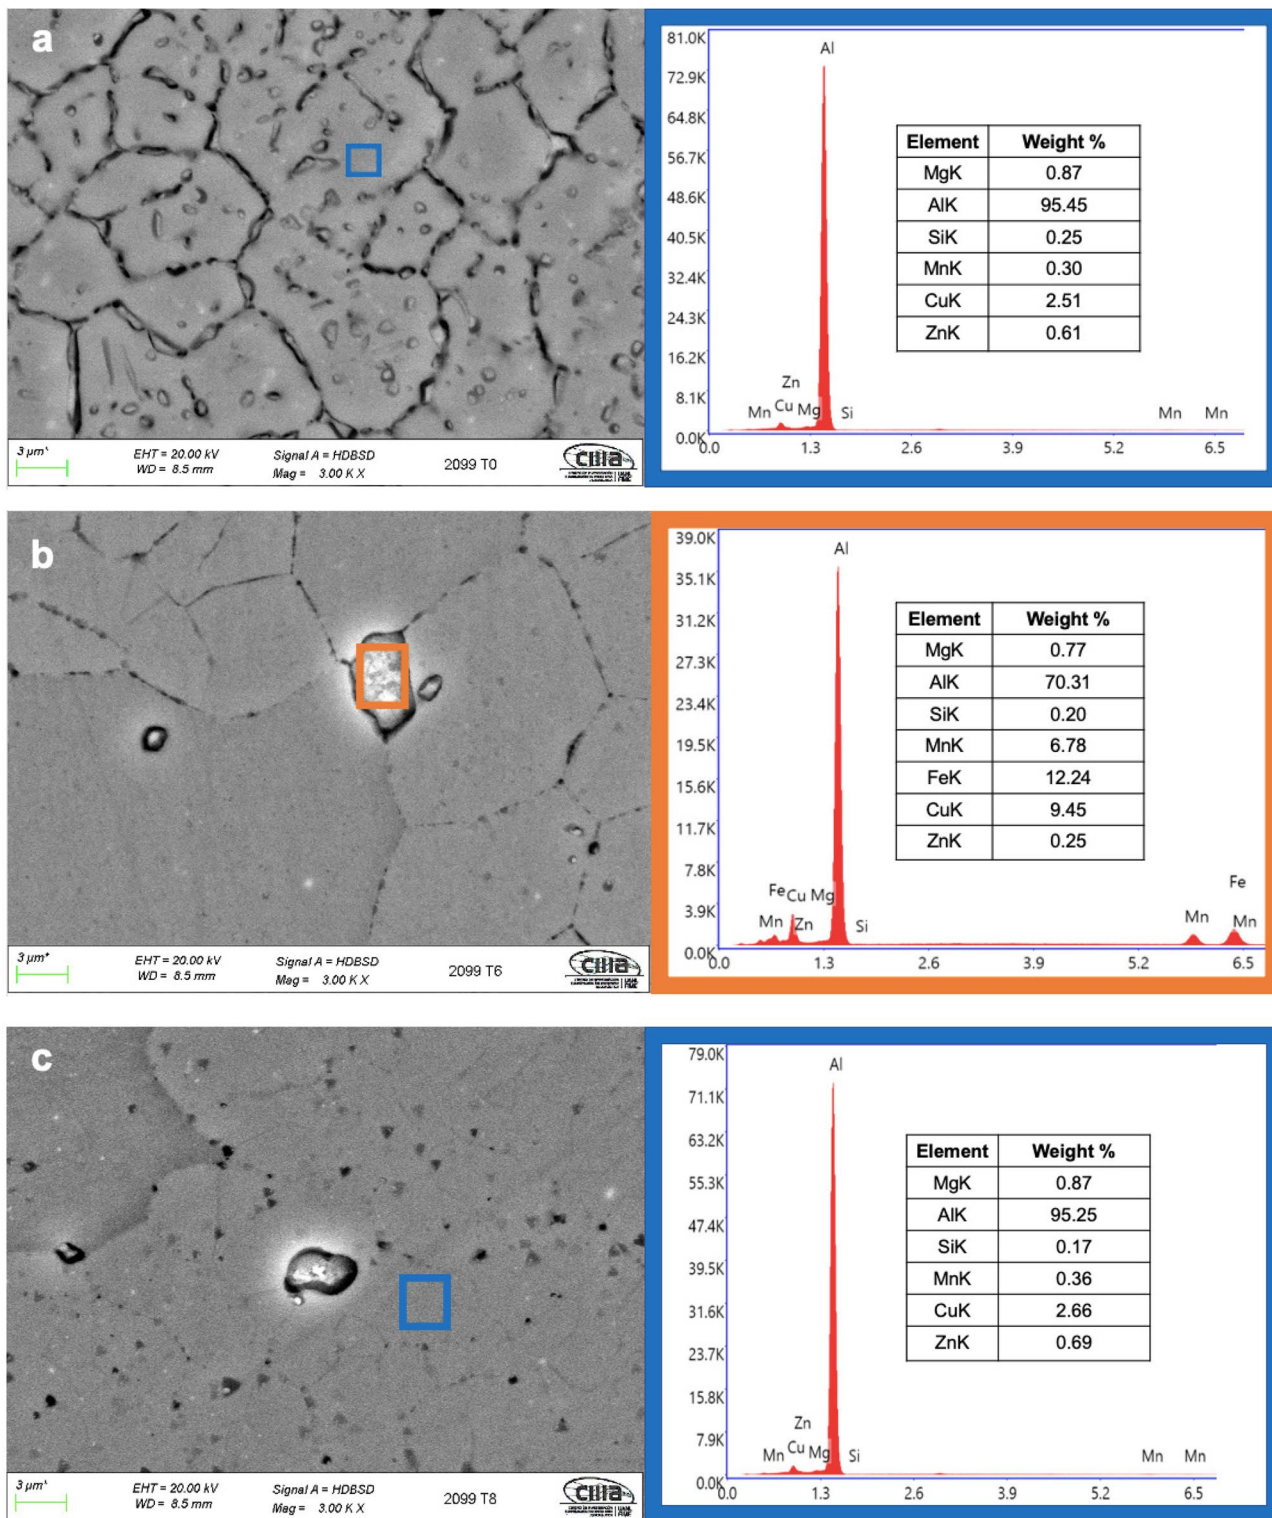 a
3 µm
EHT = 20.00 kV
WD = 8.5 mm
Signal A = HDBSD
Mag = 3.00 K X
2099 T0
CIIIA
81.0K
72.9K
64.8K
56.7K
48.6K
40.5K
32.4K
24.3K
16.2K
8.1K
0.0K
Al
Element Weight %
MgK 0.87
AlK 95.45
SiK 0.25
MnK 0.30
CuK 2.51
ZnK 0.61
Zn
Mn Cu Mg Si Mn Mn
0.0 1.3 2.6 3.9 5.2 6.5
b
3 µm
EHT = 20.00 kV
WD = 8.5 mm
Signal A = HDBSD
Mag = 3.00 K X
2099 T6
CIIIA
39.0K
35.1K
31.2K
27.3K
23.4K
19.5K
15.6K
11.7K
7.8K
3.9K
0.0K
Al
Element Weight %
MgK 0.77
AlK 70.31
SiK 0.20
MnK 6.78
FeK 12.24
CuK 9.45
ZnK 0.25
Fe Cu Mg Fe
Mn Zn Si Mn Mn
0.0 1.3 2.6 3.9 5.2 6.5
c
3 µm
EHT = 20.00 kV
WD = 8.5 mm
Signal A = HDBSD
Mag = 3.00 K X
2099 T8
CIIIA
79.0K
71.1K
63.2K
55.3K
47.4K
39.5K
31.6K
23.7K
15.8K
7.9K
0.0K
Al
Element Weight %
MgK 0.87
AlK 95.25
SiK 0.17
MnK 0.36
CuK 2.66
ZnK 0.69
Zn
Mn Cu Mg Si Mn Mn
0.0 1.3 2.6 3.9 5.2 6.5